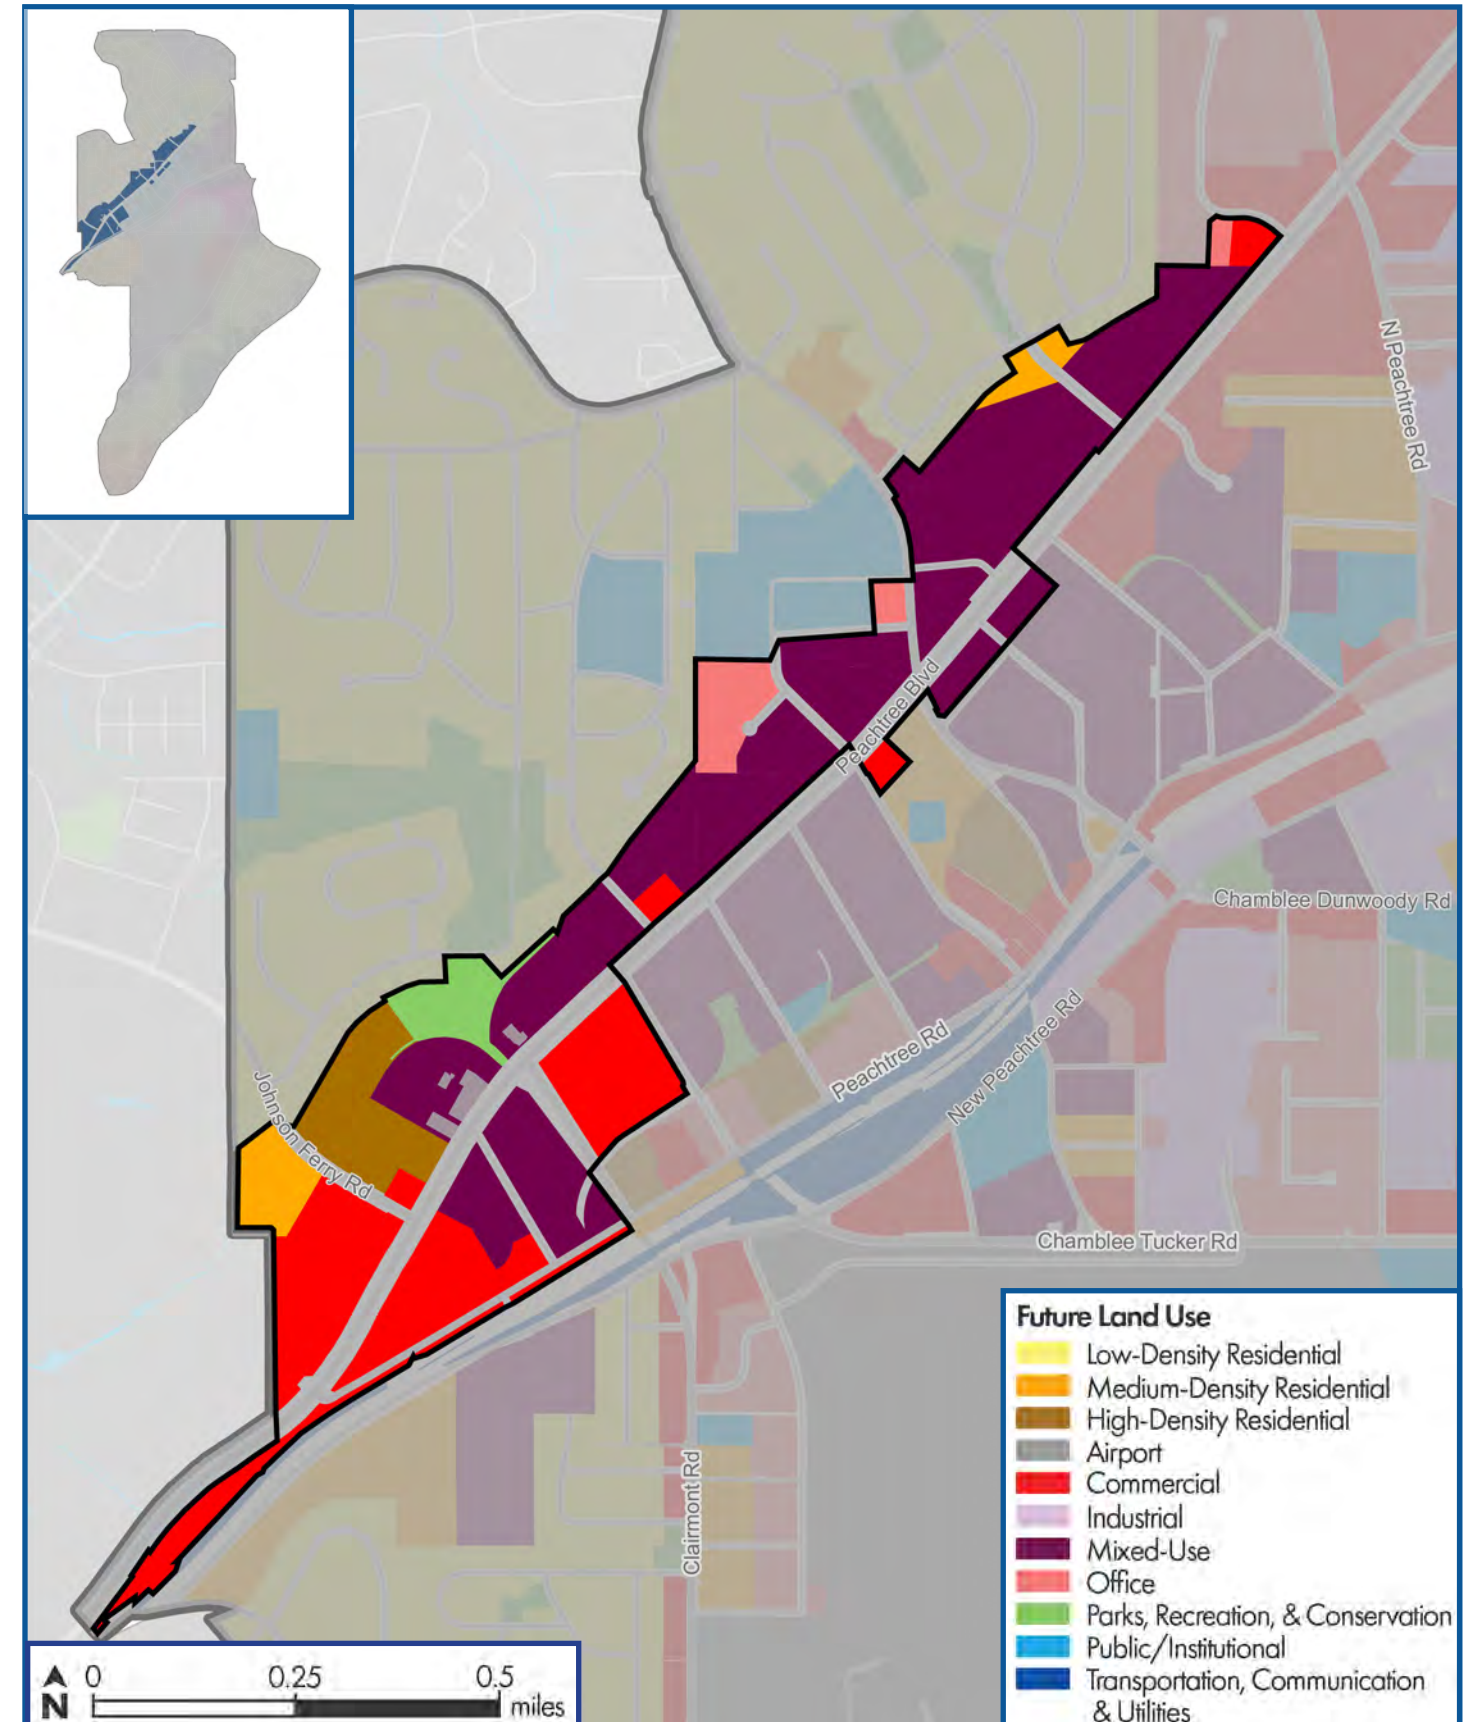 N Peachtree Rd
Peachtree Blvd
Chamblee Dunwoody Rd
Peachtree Rd
New Peachtree Rd
Johnson Ferry Rd
Chamblee Tucker Rd
Clairmont Rd
Future Land Use
Low-Density Residential
Medium-Density Residential
High-Density Residential
Airport
Commercial
Industrial
Mixed-Use
Office
Parks, Recreation, & Conservation
Public/Institutional
Transportation, Communication
& Utilities
N
0 0.25 0.5
miles